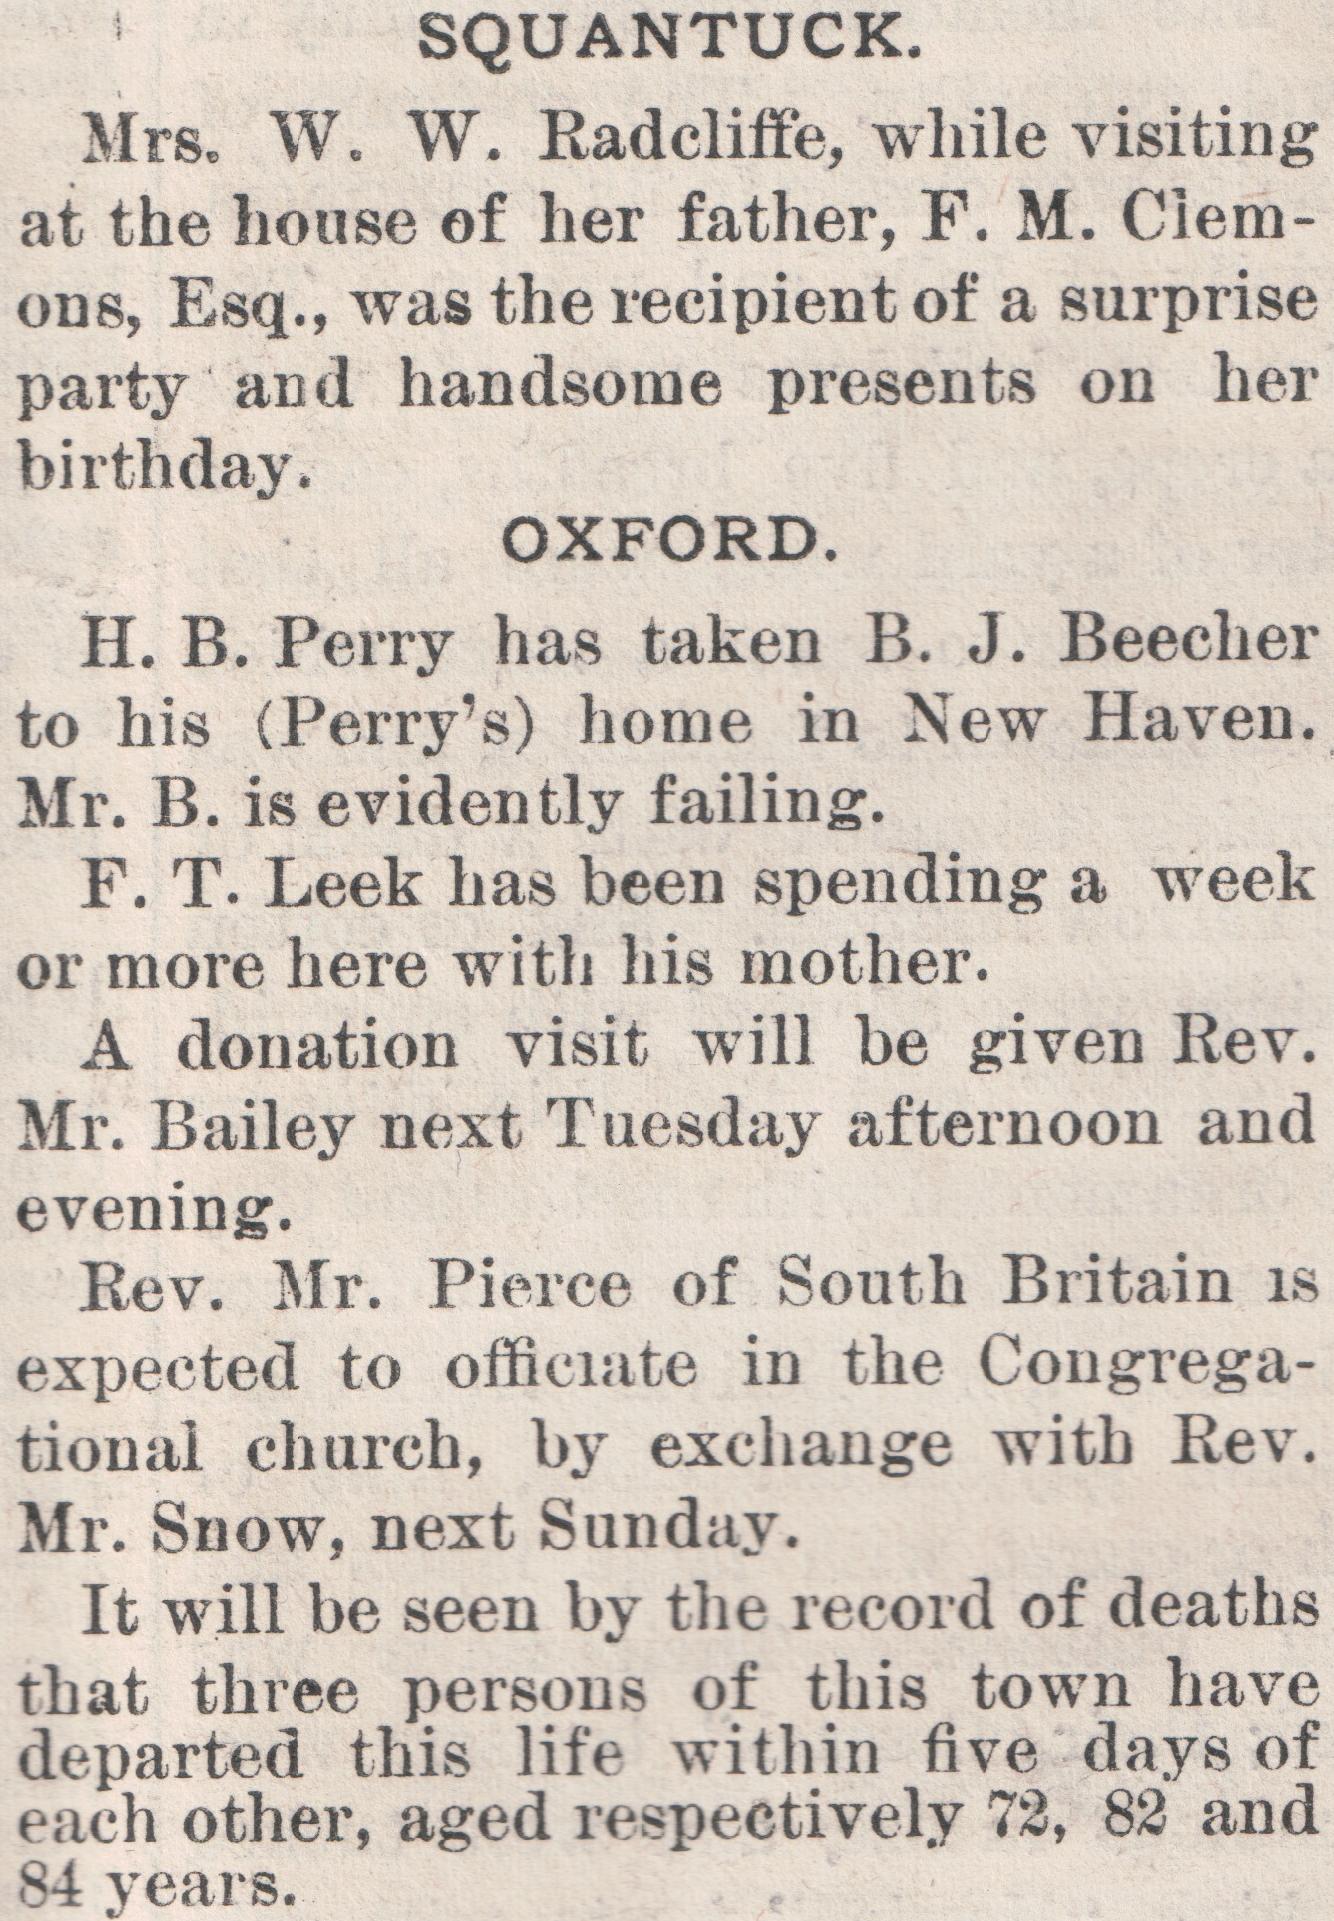 SQUANTUCK.
Mrs. W. W. Radcliffe, while visiting
at the house of her father, F. M. Clem-
ons, Esq., was the recipient of a surprise
party and handsome presents on her
birthday.
OXFORD.
H. B. Perry has taken B. J. Beecher
to his (Perry's) home in New Haven.
Mr. B. is evidently failing.
F. T. Leek has been spending a week
or more here with his mother.
A donation visit will be given Rev.
Mr. Bailey next Tuesday afternoon and
evening.
Rev. Mr. Pierce of South Britain is
expected to officiate in the Congrega-
tional church, by exchange with Rev.
Mr. Snow, next Sunday.
It will be seen by the record of deaths
that three persons of this town have
departed this life within five days of
each other, aged respectively 72, 82 and
84 years.